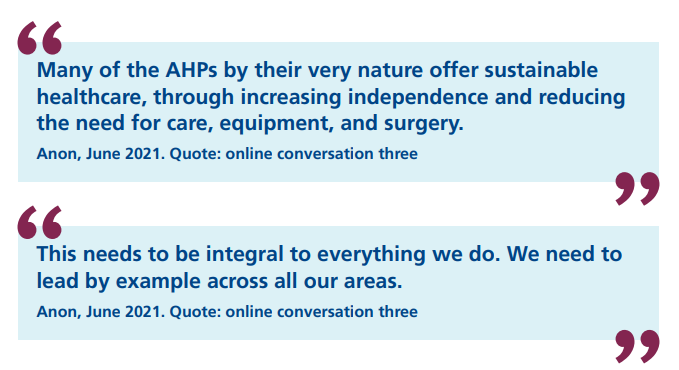 “
Many of the AHPs by their very nature offer sustainable
healthcare, through increasing independence and reducing
the need for care, equipment, and surgery.
Anon, June 2021. Quote: online conversation three
”
“
This needs to be integral to everything we do. We need to
lead by example across all our areas.
Anon, June 2021. Quote: online conversation three
”